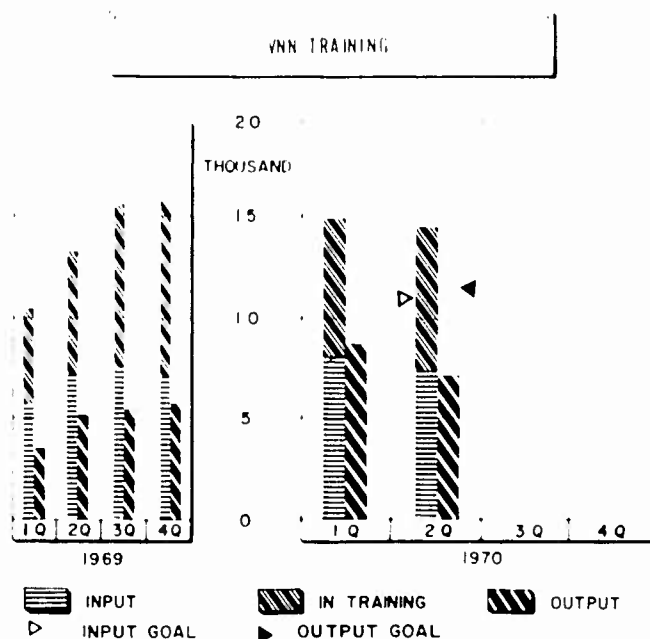 VNN TRAINING
20
THOUSAND
15
10
5
0
1Q 2Q 3Q 4Q
1969
1Q 2Q 3Q 4Q
1970
INPUT
IN TRAINING
OUTPUT
INPUT GOAL
OUTPUT GOAL